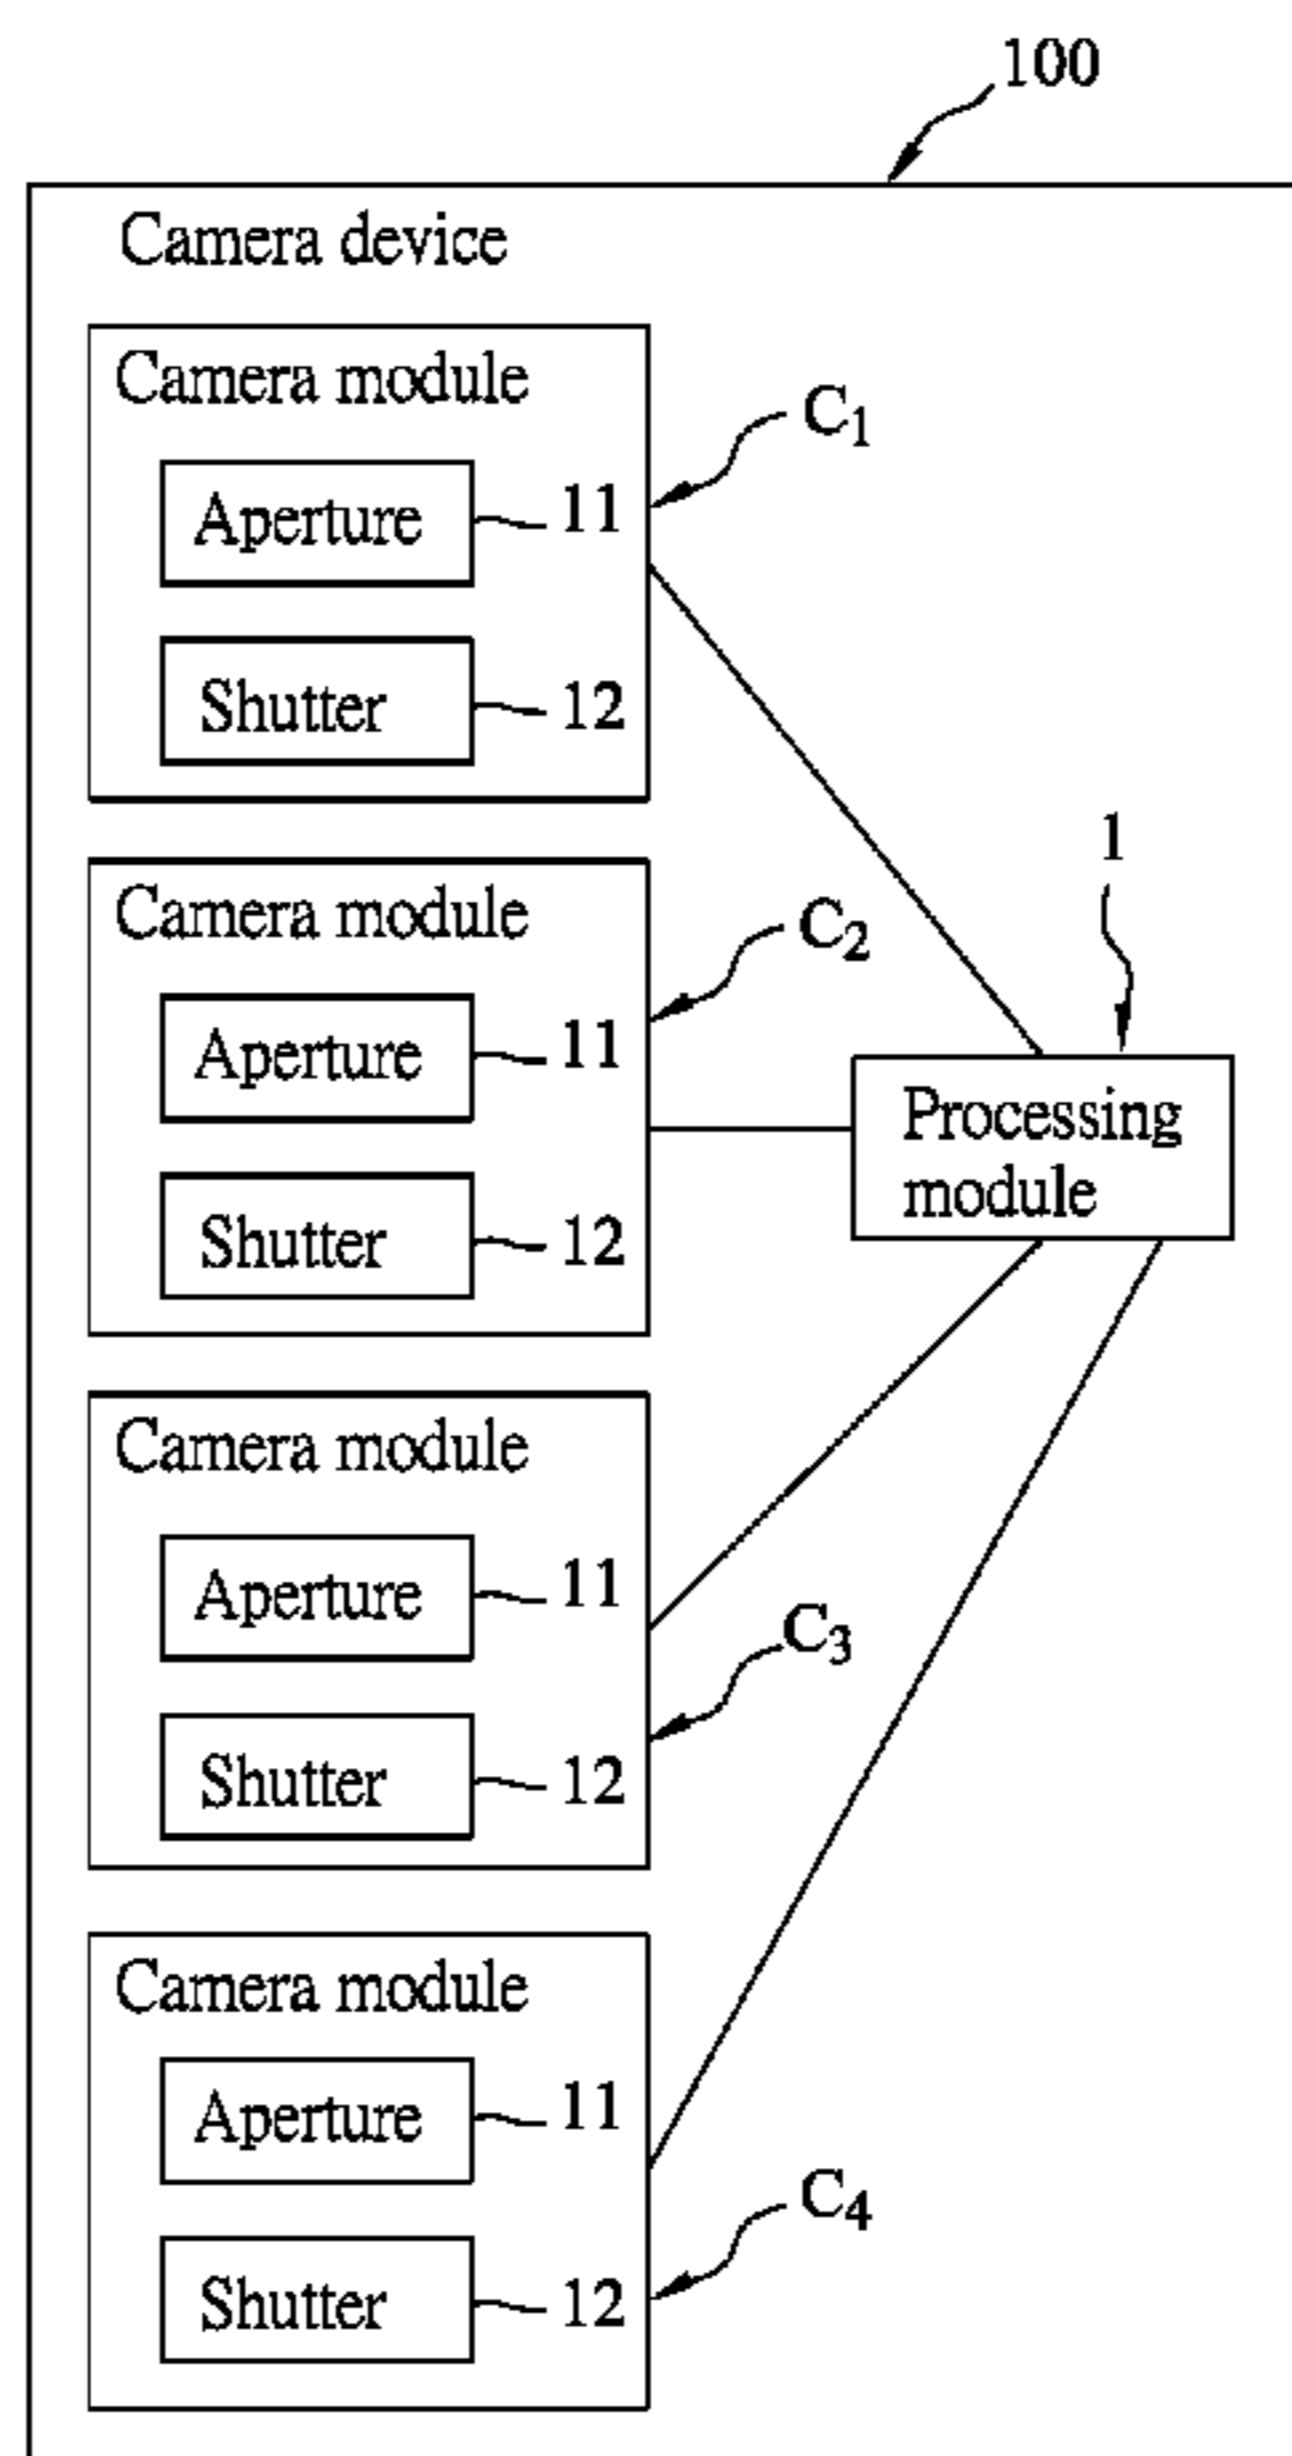 100
Camera device
Camera module
C1
Aperture
11
Shutter
12
Camera module
C2
Aperture
11
Shutter
12
1
Processing
module
Camera module
Aperture
11
C3
Shutter
12
Camera module
Aperture
11
C4
Shutter
12